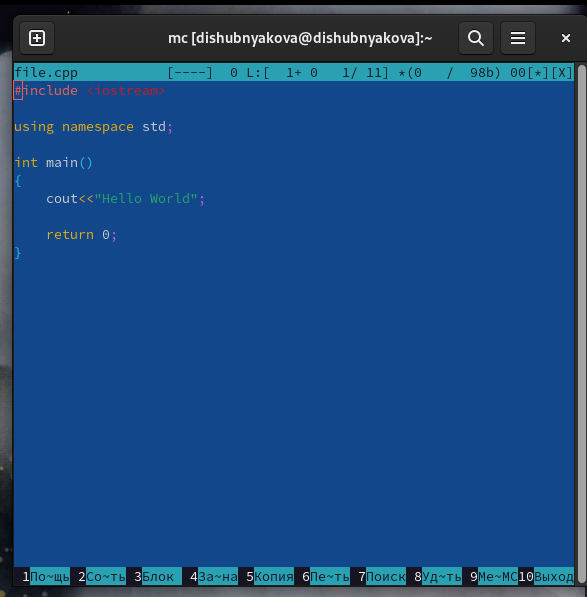 mc [dishubnyakova@dishubnyakova]:~
file.cpp [----] 0 L:[ 1+ 0 1/ 11] *(0 / 98b) 00[*][X]
#include <iostream>
using namespace std;
int main()
{
cout<<"Hello World";
return 0;
}
1По~щь 2Со~ть 3Блок 4За~на 5Копия 6Пе~ть 7Поиск 8Уд~ть 9Ме~MC10Выход